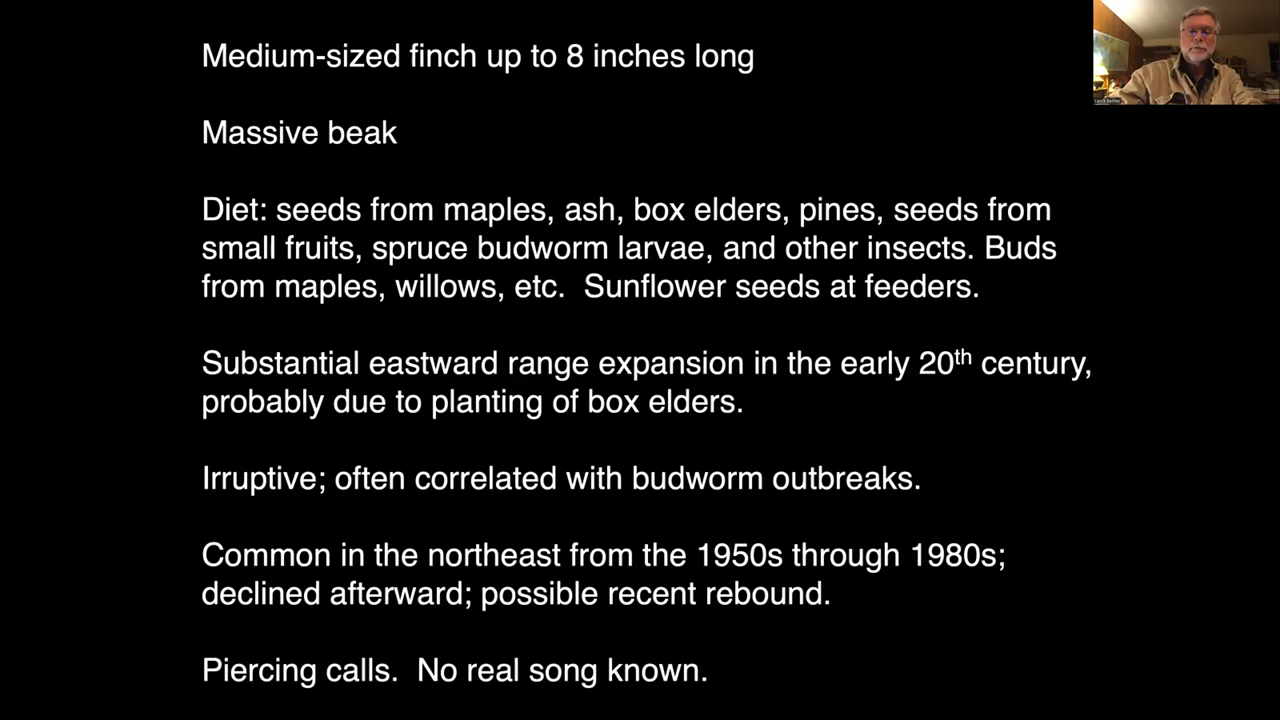 Medium-sized finch up to 8 inches long
Massive beak
Diet: seeds from maples, ash, box elders, pines, seeds from
small fruits, spruce budworm larvae, and other insects. Buds
from maples, willows, etc.  Sunflower seeds at feeders.
Substantial eastward range expansion in the early 20th century,
probably due to planting of box elders.
Irruptive; often correlated with budworm outbreaks.
Common in the northeast from the 1950s through 1980s;
declined afterward; possible recent rebound.
Piercing calls.  No real song known.